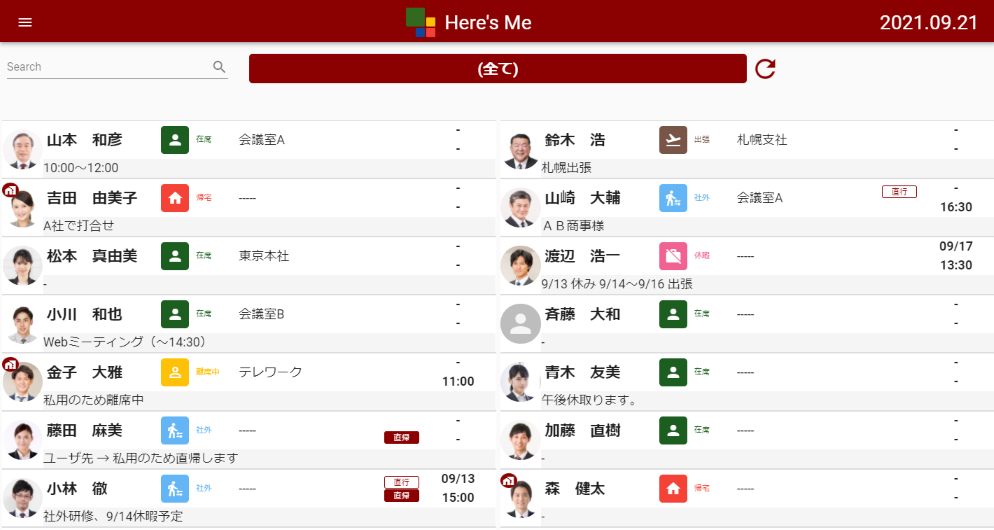 Here's Me
2021.09.21
Search
(全て)
山本　和彦 在席 会議室A -
-
10:00～12:00
鈴木　浩 出張 札幌支社 -
-
札幌出張
吉田　由美子 帰宅 ----- -
-
A社で打合せ
山崎　大輔 社外 会議室A 直行 -
16:30
ＡＢ商事様
松本　真由美 在席 東京本社 -
-
-
渡辺　浩一 休暇 ----- 09/17
13:30
9/13 休み 9/14～9/16 出張
小川　和也 在席 会議室B -
-
Webミーティング（～14:30）
斉藤　大和 在席 ----- -
-
-
金子　大雅 離席中 テレワーク -
11:00
私用のため離席中
青木　友美 在席 ----- -
-
午後休取ります。
藤田　麻美 社外 ----- -
直帰 -
ユーザ先 → 私用のため直帰します
加藤　直樹 在席 ----- -
-
-
小林　徹 社外 ----- 直行 09/13
直帰 15:00
社外研修、9/14休暇予定
森　健太 帰宅 ----- -
-
-